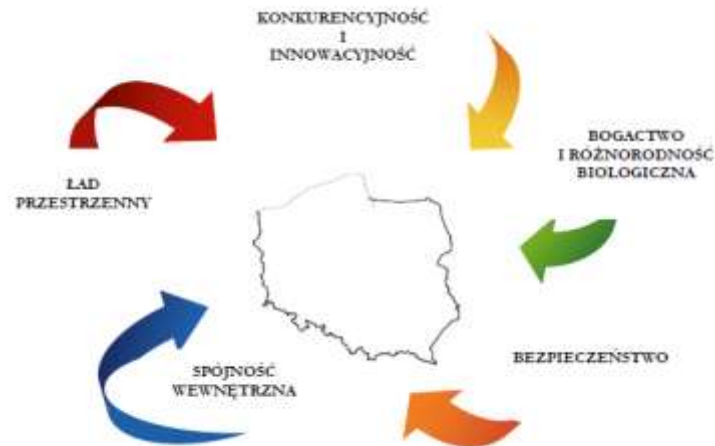 KONKURENCYJNOŚĆ
I
INNOWACYJNOŚĆ
BOGACTWO
I RÓŻNORODNOŚĆ
BIOLOGICZNA
ŁAD
PRZESTRZENNY
BEZPIECZEŃSTWO
SPÓJNOŚĆ
WEWNĘTRZNA